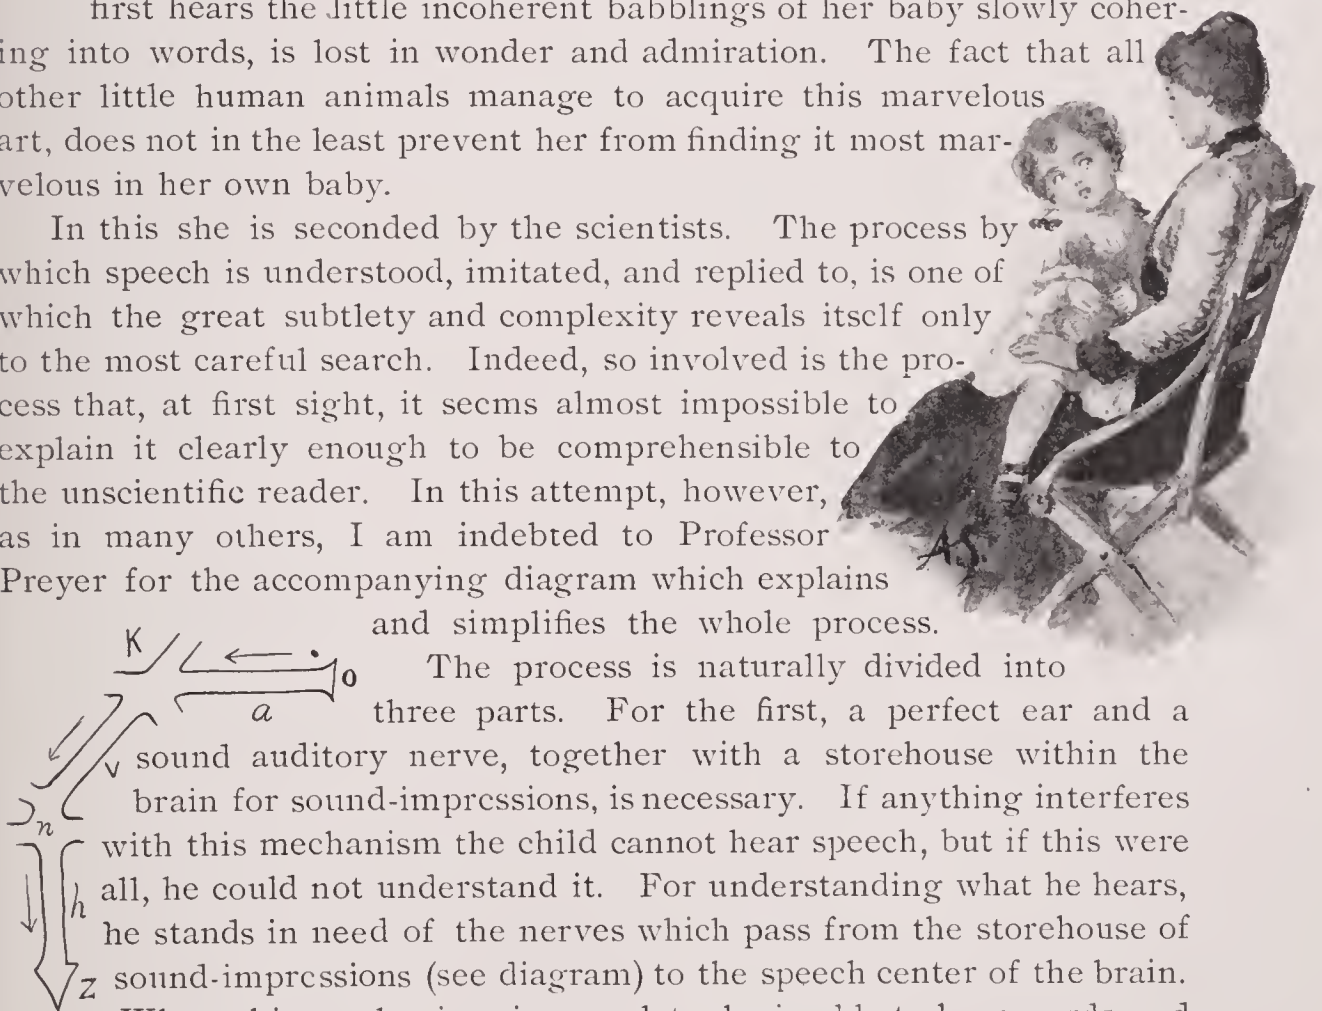 first hears the little incoherent babblings of her baby slowly coher-
ing into words, is lost in wonder and admiration. The fact that all
other little human animals manage to acquire this marvelous
art, does not in the least prevent her from finding it most mar-
velous in her own baby.
In this she is seconded by the scientists. The process by
which speech is understood, imitated, and replied to, is one of
which the great subtlety and complexity reveals itself only
to the most careful search. Indeed, so involved is the pro-
cess that, at first sight, it seems almost impossible to
explain it clearly enough to be comprehensible to
the unscientific reader. In this attempt, however,
as in many others, I am indebted to Professor
Preyer for the accompanying diagram which explains
and simplifies the whole process.
The process is naturally divided into
three parts. For the first, a perfect ear and a
sound auditory nerve, together with a storehouse within the
brain for sound-impressions, is necessary. If anything interferes
with this mechanism the child cannot hear speech, but if this were
all, he could not understand it. For understanding what he hears,
he stands in need of the nerves which pass from the storehouse of
sound-impressions (see diagram) to the speech center of the brain.
K
o
a
v
n
h
z
A.S.